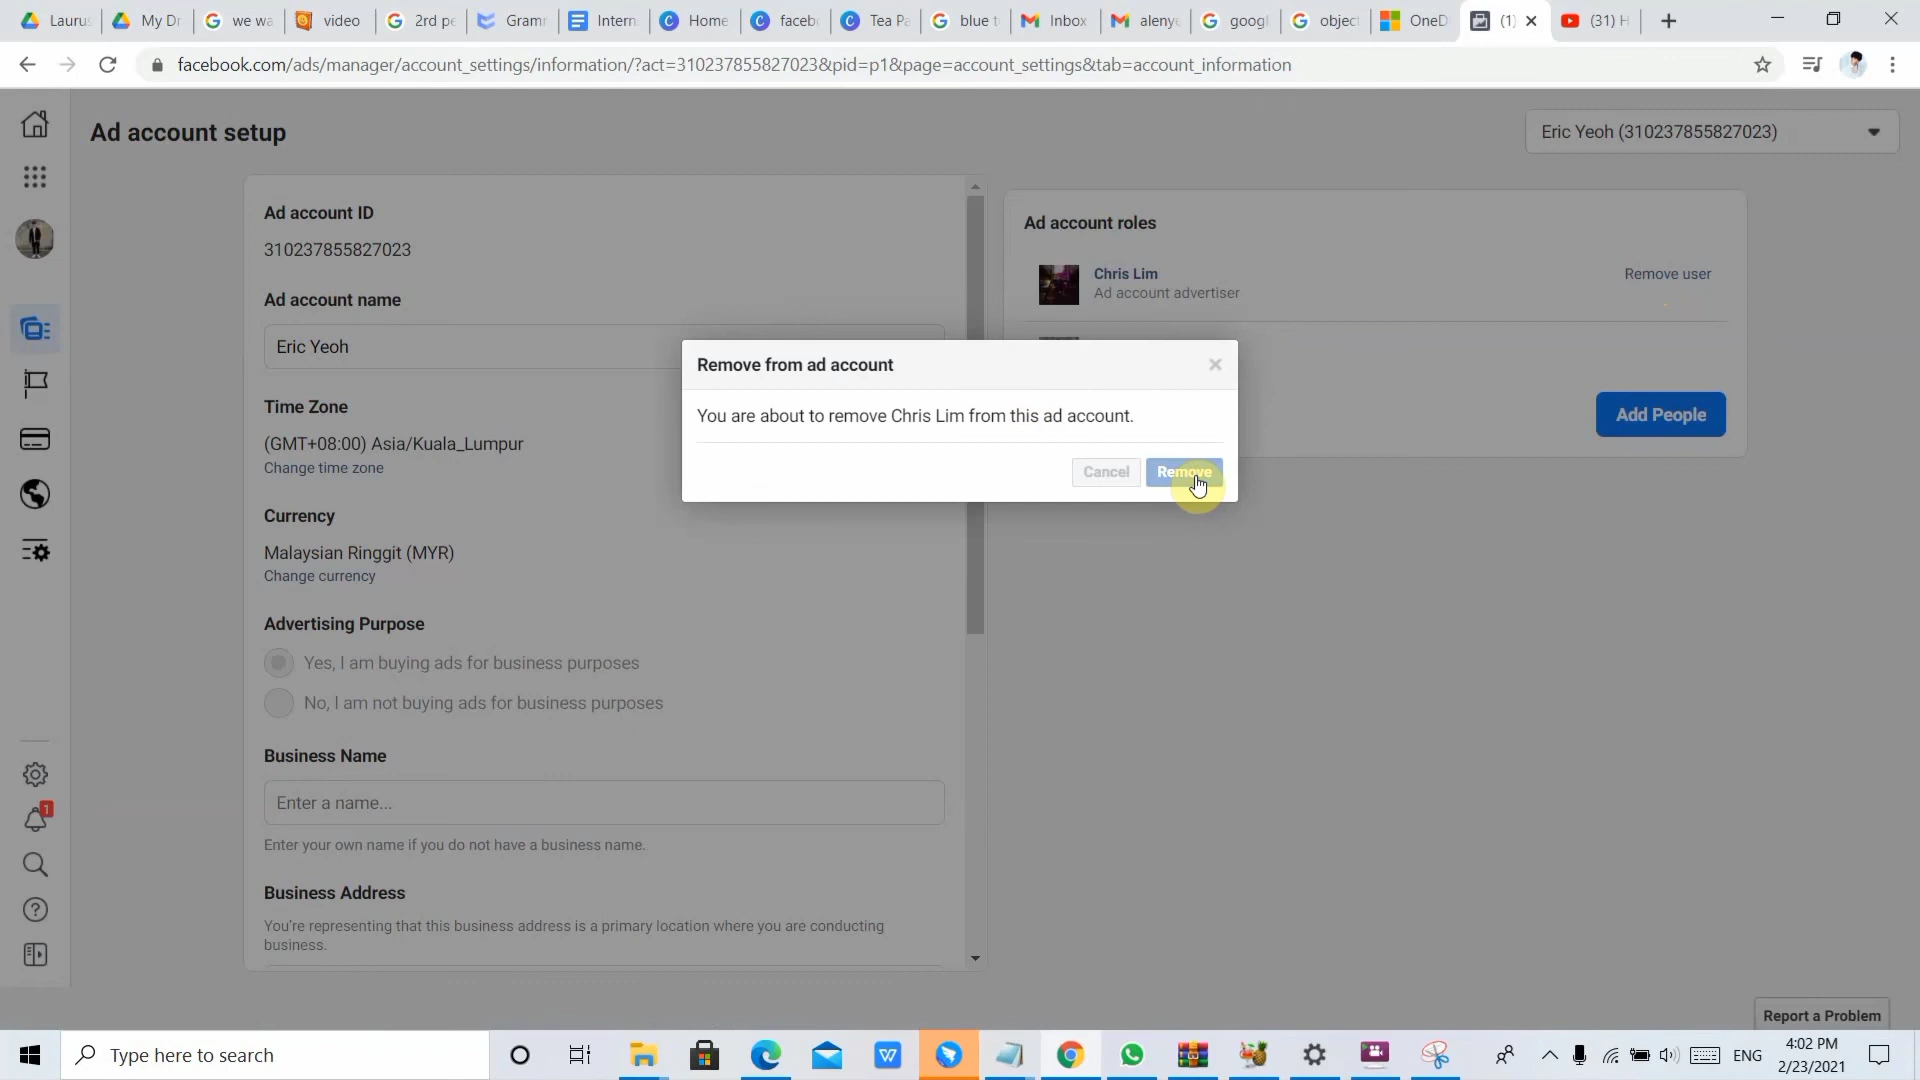 Laurus
My Dr
we wa
video
2rd pe
Gramr
Intern
Home
facebo
Tea Pa
blue t
Inbox
alenye
googl
object
OneD
(1)
(31) H
facebook.com/ads/manager/account_settings/information/?act=310237855827023&pid=p1&page=account_settings&tab=account_information
Ad account setup
Eric Yeoh (310237855827023)
Ad account ID
310237855827023
Ad account name
Eric Yeoh
Time Zone
(GMT+08:00) Asia/Kuala_Lumpur
Change time zone
Currency
Malaysian Ringgit (MYR)
Change currency
Advertising Purpose
Yes, I am buying ads for business purposes
No, I am not buying ads for business purposes
Business Name
Enter a name...
Enter your own name if you do not have a business name.
Business Address
You're representing that this business address is a primary location where you are conducting
business.
Ad account roles
Chris Lim
Remove user
Ad account advertiser
Add People
Remove from ad account
You are about to remove Chris Lim from this ad account.
Cancel
Remove
1
Report a Problem
Type here to search
ENG
4:02 PM
2/23/2021